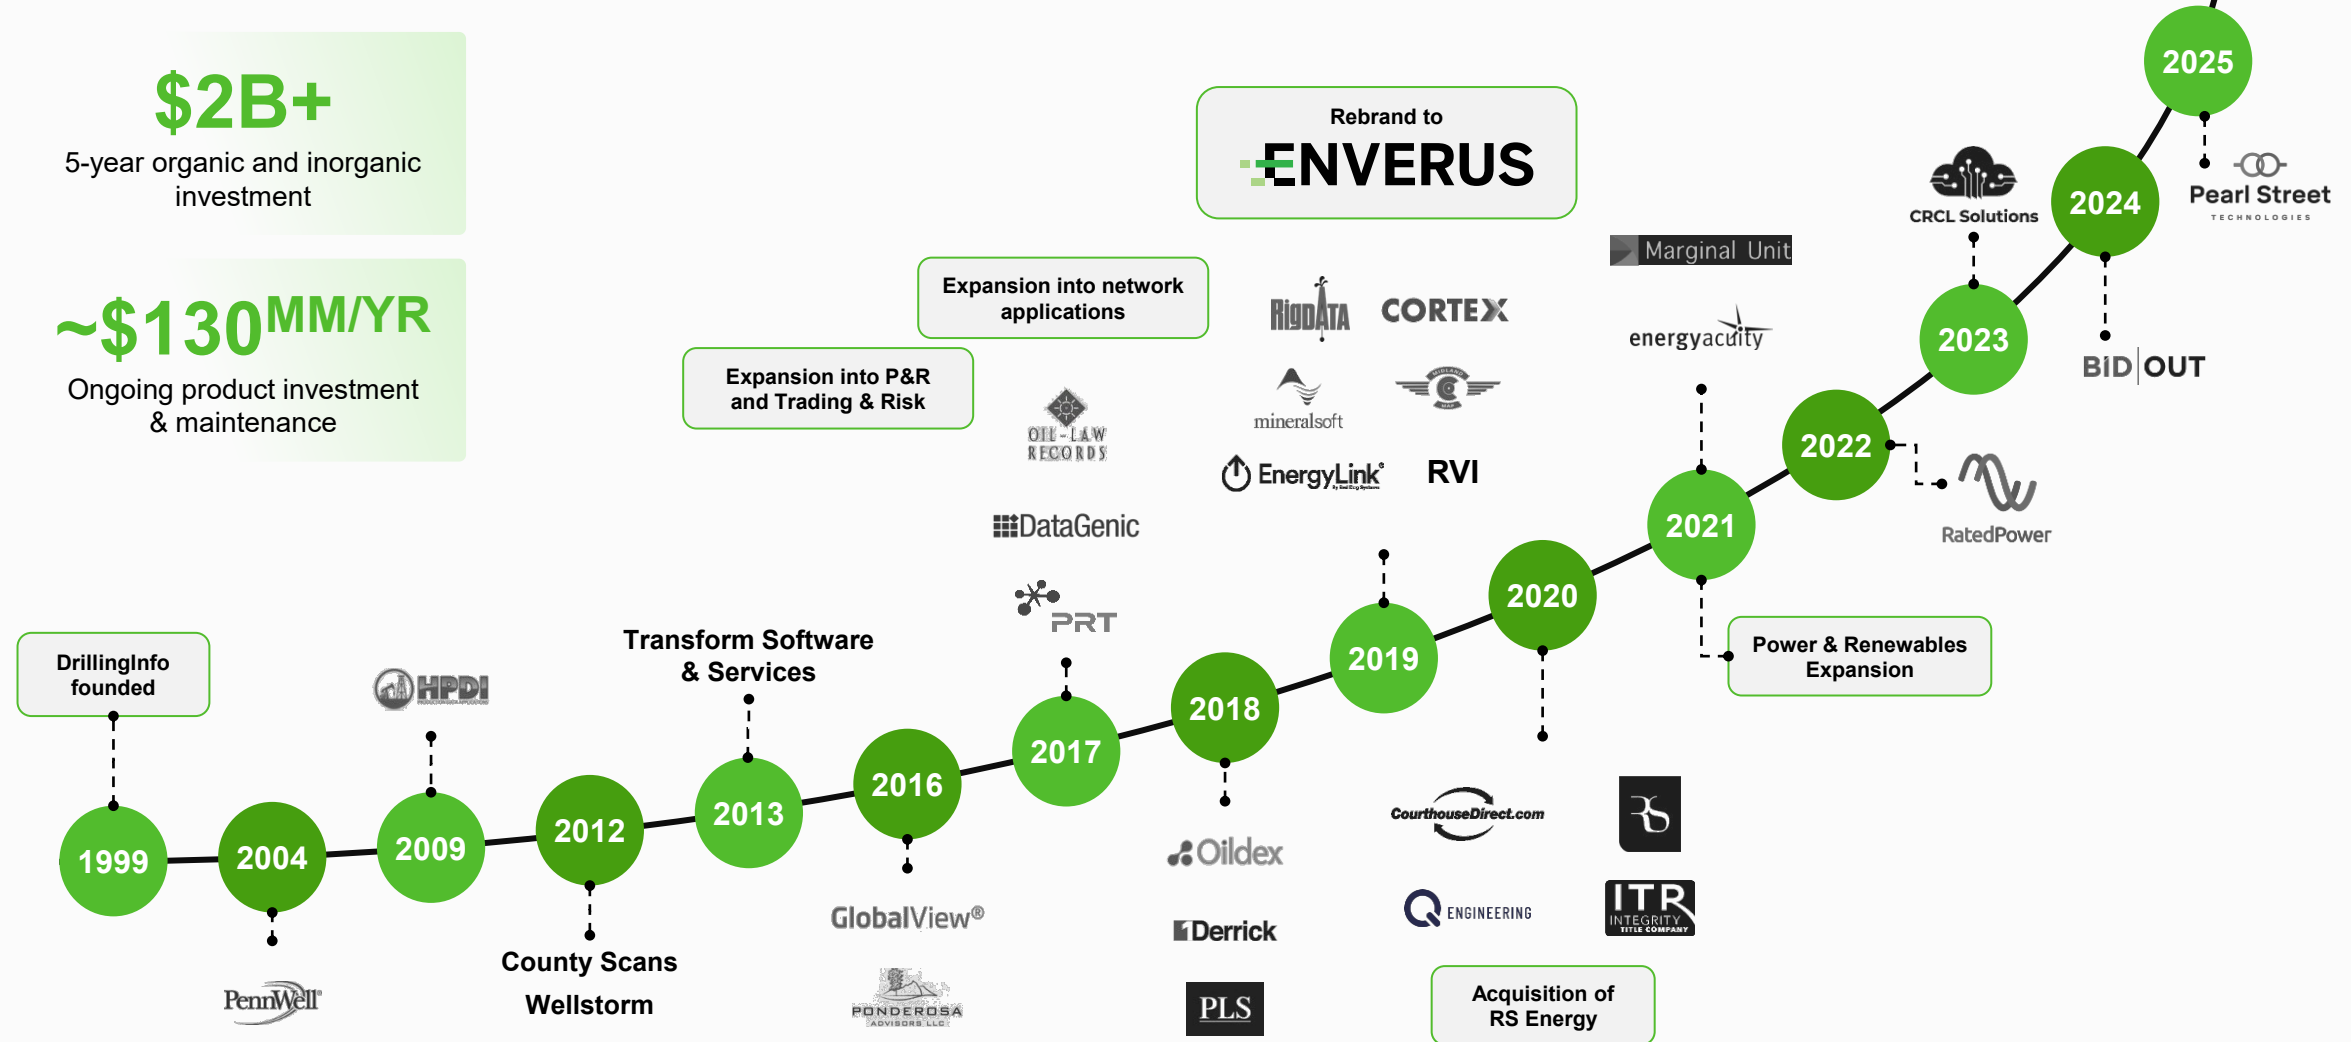 $2B+
5-year organic and inorganic
investment
~$130MM/YR
Ongoing product investment
& maintenance
DrillingInfo
founded
1999
2004
PennWell®
HPDI
2009
2012
County Scans
Wellstorm
Transform Software
& Services
2013
2016
GlobalView®
PONDEROSA
ADVISORS LLC
Expansion into P&R
and Trading & Risk
Expansion into network
applications
OIL-LAW
RECORDS
DataGenic
PRT
2017
2018
Oildex
1Derrick
PLS
Rebrand to
ENVERUS
RigDATA
CORTEX
mineralsoft
MIDLAND
MAP
EnergyLink
RVI
2019
2020
CourthouseDirect.com
RS
Q ENGINEERING
ITR
INTEGRITY
TITLE COMPANY
Acquisition of
RS Energy
Marginal Unit
energyacuity
2021
Power & Renewables
Expansion
2022
RatedPower
CRCL Solutions
2023
2024
BID|OUT
2025
Pearl Street
TECHNOLOGIES